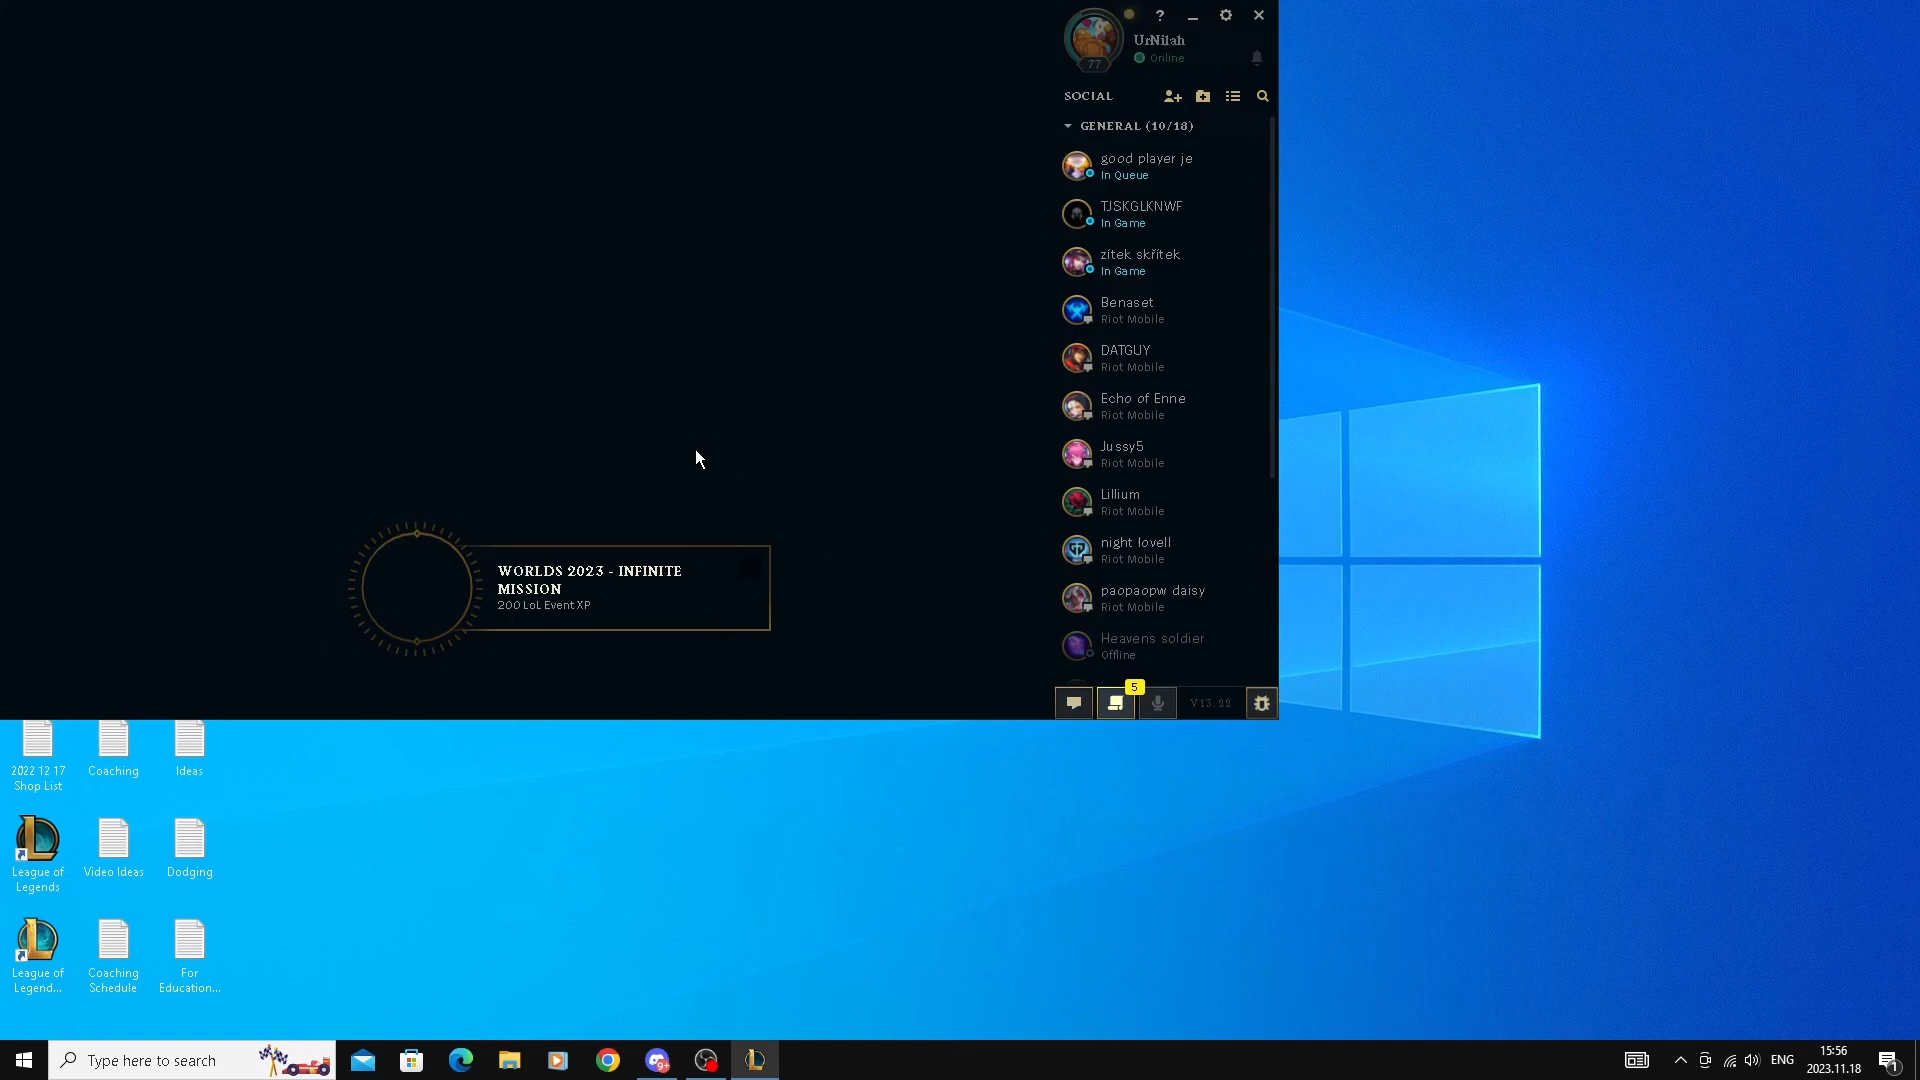 ?
UrNilah
77
Online
SOCIAL
GENERAL (10/18)
good player je
In Queue
TJSKGLKNWF
In Game
zítek skřítek
In Game
Benaset
Riot Mobile
DATGUY
Riot Mobile
Echo of Enne
Riot Mobile
Jussy5
Riot Mobile
Lillium
Riot Mobile
night lovell
Riot Mobile
paopaopw daisy
Riot Mobile
Heavens soldier
Offline
5
V13.22
WORLDS 2023 - INFINITE
MISSION
200 LoL Event XP
2022 12 17
Shop List
Coaching
Ideas
League of
Legends
Video Ideas
Dodging
League of
Legend...
Coaching
Schedule
For
Education...
Type here to search
9+
ENG
15:56
2023.11.18
1